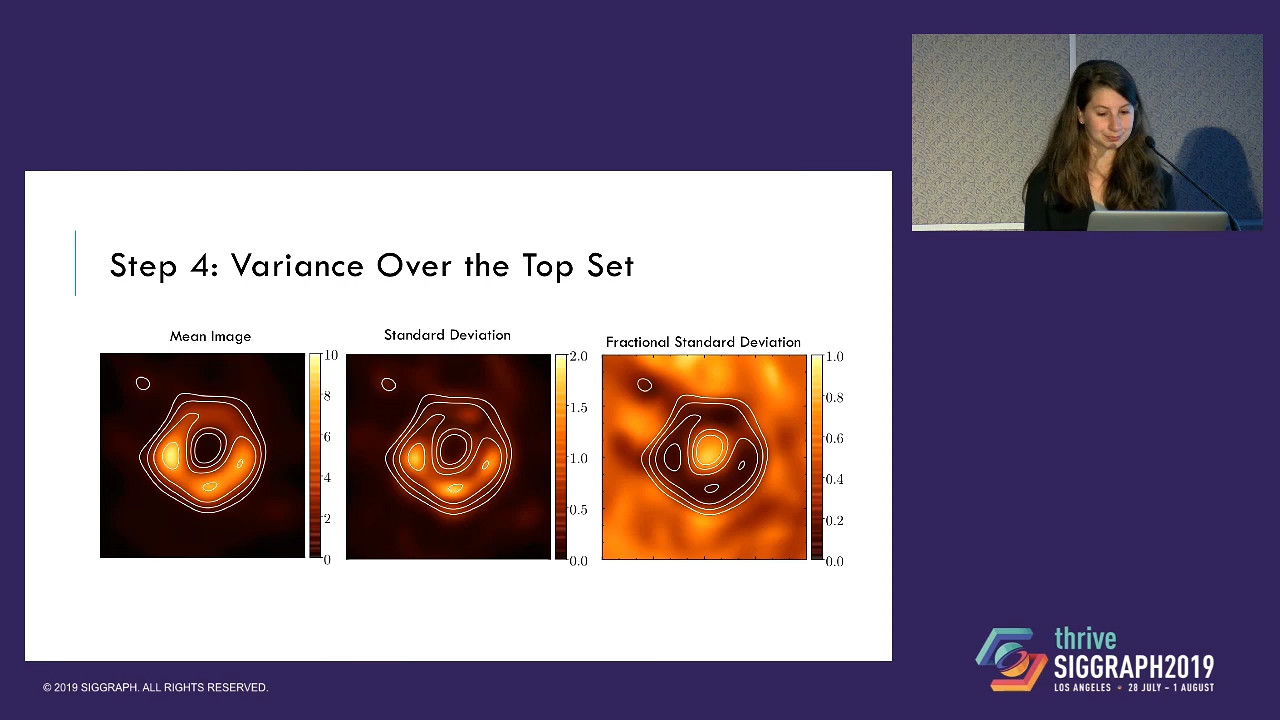 Step 4: Variance Over the Top Set
Mean Image
Standard Deviation
Fractional Standard Deviation
10
8
6
4
2
0
2.0
1.5
1.0
0.5
0.0
1.0
0.8
0.6
0.4
0.2
0.0
thrive
SIGGRAPH2019
LOS ANGELES • 28 JULY – 1 AUGUST
© 2019 SIGGRAPH. ALL RIGHTS RESERVED.